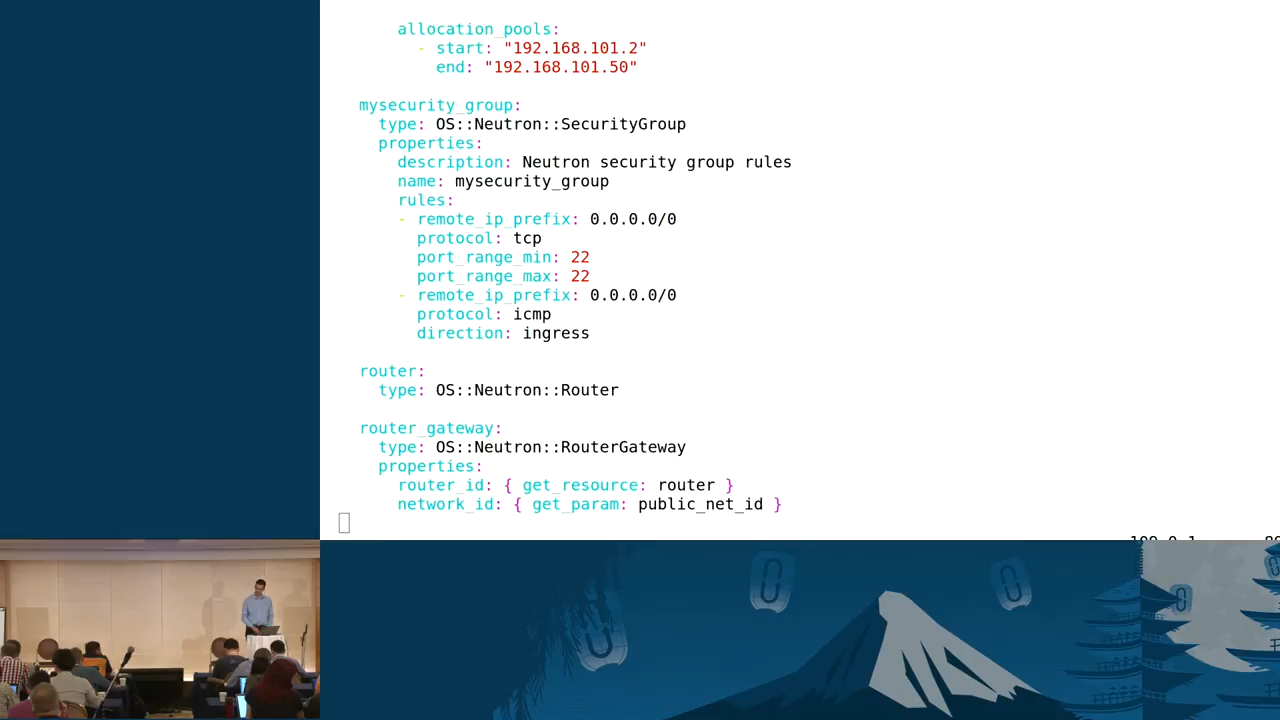 allocation_pools:
- start: "192.168.101.2"
end: "192.168.101.50"
mysecurity_group:
type: OS::Neutron::SecurityGroup
properties:
description: Neutron security group rules
name: mysecurity_group
rules:
- remote_ip_prefix: 0.0.0.0/0
protocol: tcp
port_range_min: 22
port_range_max: 22
- remote_ip_prefix: 0.0.0.0/0
protocol: icmp
direction: ingress
router:
type: OS::Neutron::Router
router_gateway:
type: OS::Neutron::RouterGateway
properties:
router_id: { get_resource: router }
network_id: { get_param: public_net_id }